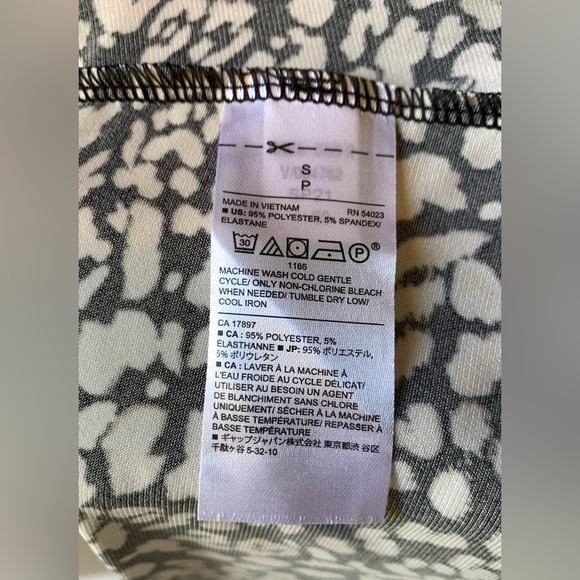 S
P
MADE IN VIETNAM RN 54023
■ US: 95% POLYESTER, 5% SPANDEX/
ELASTANE
30 P ®
1166
MACHINE WASH COLD GENTLE
CYCLE/ ONLY NON-CHLORINE BLEACH
WHEN NEEDED/ TUMBLE DRY LOW/
COOL IRON
CA 17897
■ CA : 95% POLYESTER, 5%
ÉLASTHANNE ■ JP: 95% ポリエステル,
5% ポリウレタン
■ CA : LAVER À LA MACHINE À
L'EAU FROIDE AU CYCLE DÉLICAT/
UTILISER AU BESOIN UN AGENT
DE BLANCHIMENT SANS CHLORE
UNIQUEMENT/ SÉCHER À LA MACHINE
À BASSE TEMPÉRATURE/ REPASSER À
BASSE TEMPÉRATURE
■ ギャップジャパン株式会社 東京都渋 谷区
千駄ヶ谷 5-32-10